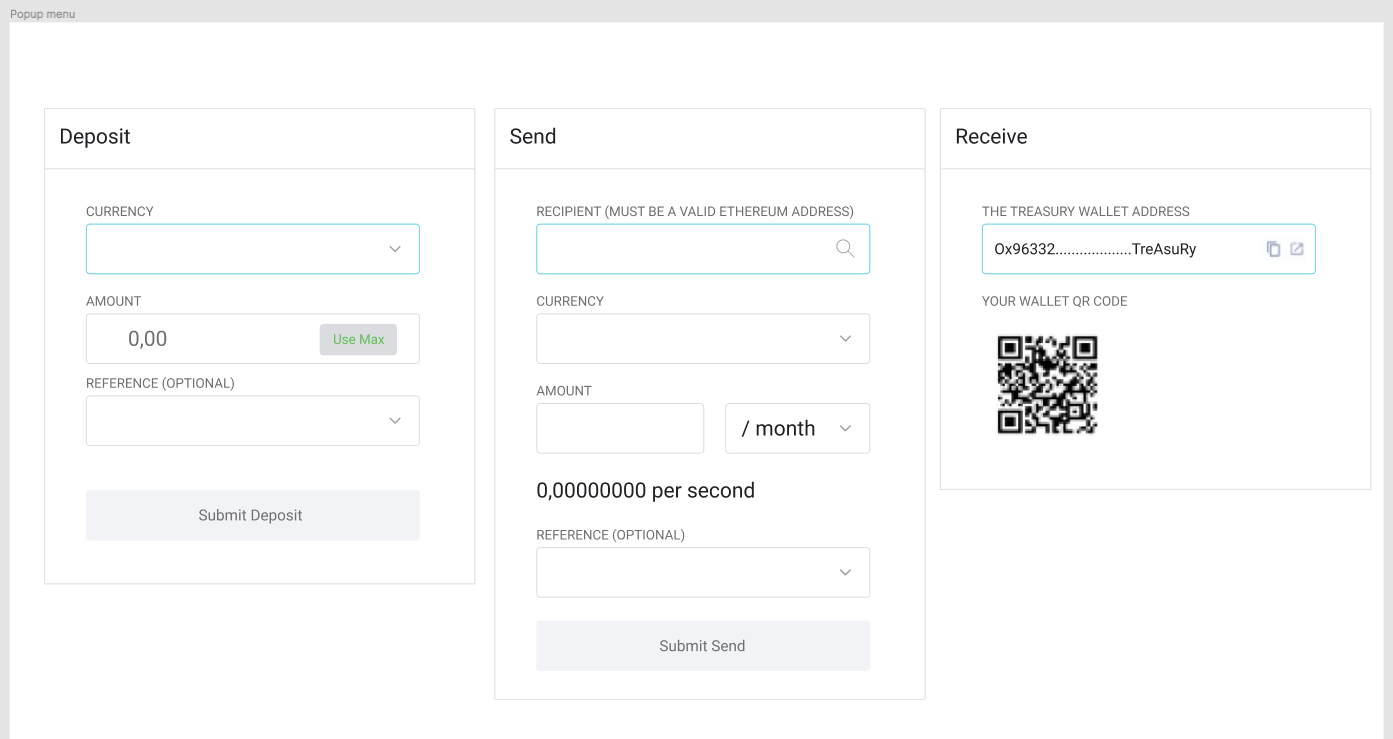 Popup menu
Deposit
CURRENCY
AMOUNT
0,00
Use Max
REFERENCE (OPTIONAL)
Submit Deposit
Send
RECIPIENT (MUST BE A VALID ETHEREUM ADDRESS)
CURRENCY
AMOUNT
/ month
0,00000000 per second
REFERENCE (OPTIONAL)
Submit Send
Receive
THE TREASURY WALLET ADDRESS
Ox96332...................TreAsuRy
YOUR WALLET QR CODE